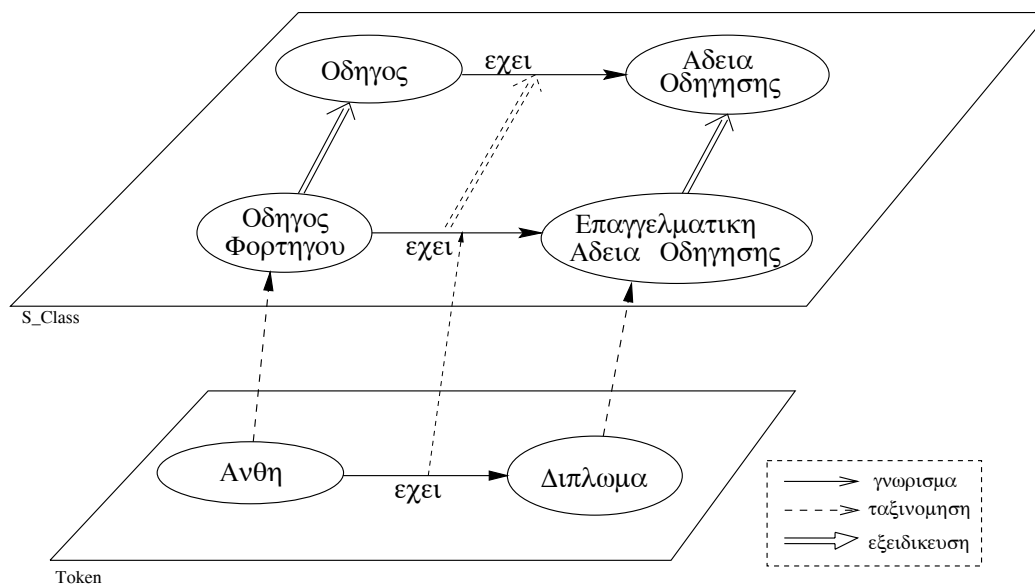 Οδηγος
εχει
Αδεια
Οδηγησης
Οδηγος
Φορτηγου
εχει
Επαγγελματικη
Αδεια Οδηγησης
S_Class
Ανθη
εχει
Διπλωμα
γνωρισμα
ταξινομηση
εξειδικευση
Token